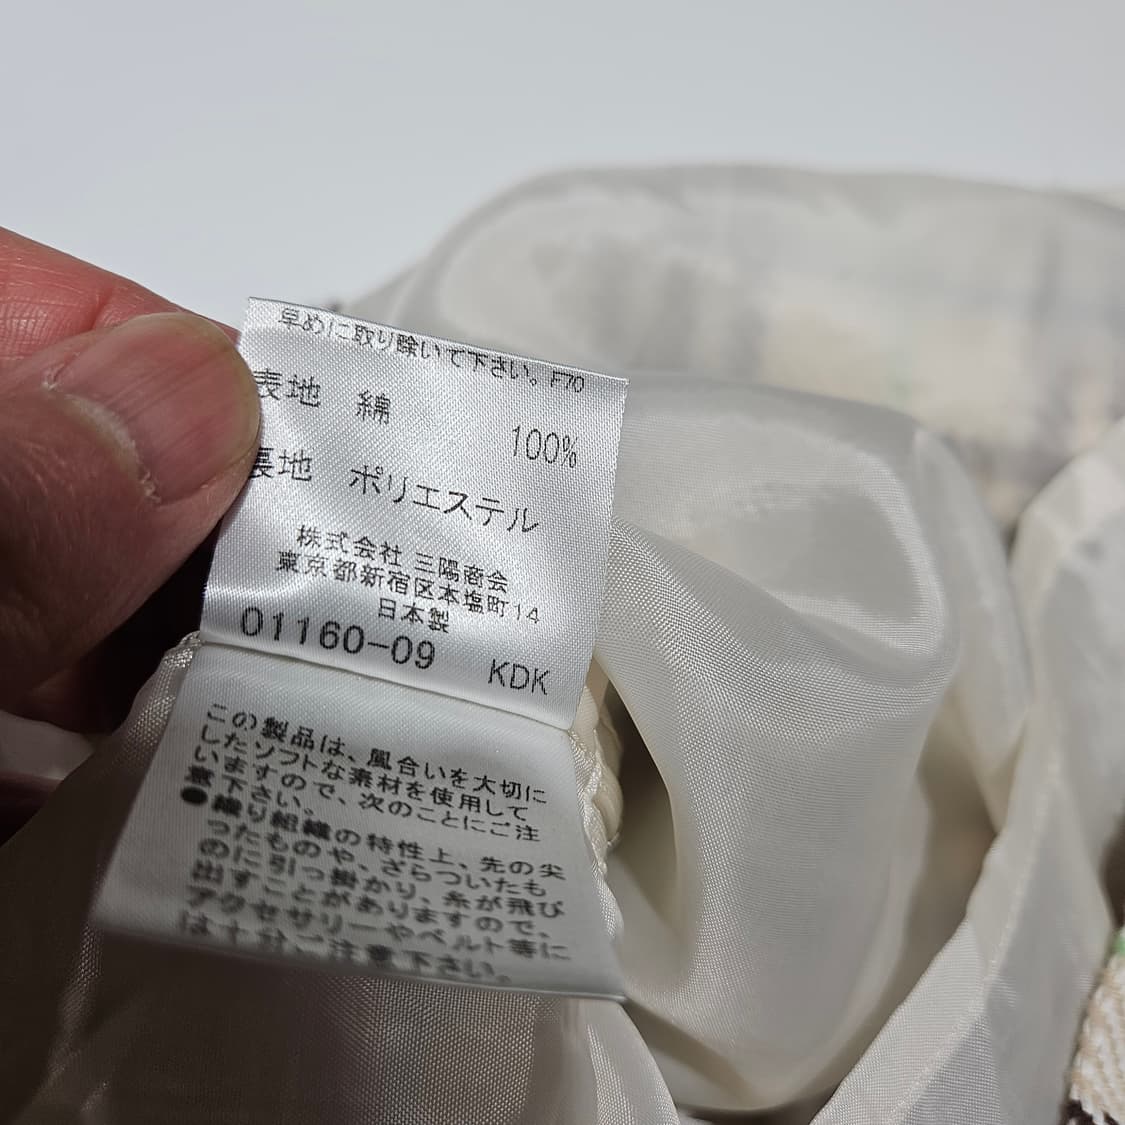 早めに取り除いて下さい。F70
表地 綿
100%
裏地 ポリエステル
株式会社 三陽商会
東京都新宿区本塩町14
日本製
01160-09 KDK
この製品は、風合いを大切に
したソフトな素材を使用して
いますので、次のことにご注
意下さい。
●織り組織の特性上、先の尖
ったものや、ざらついたも
のに引っ掛かり、糸が飛び
出すことがありますので、
アクセサリーやベルト等に
は十分ご注意下さい。